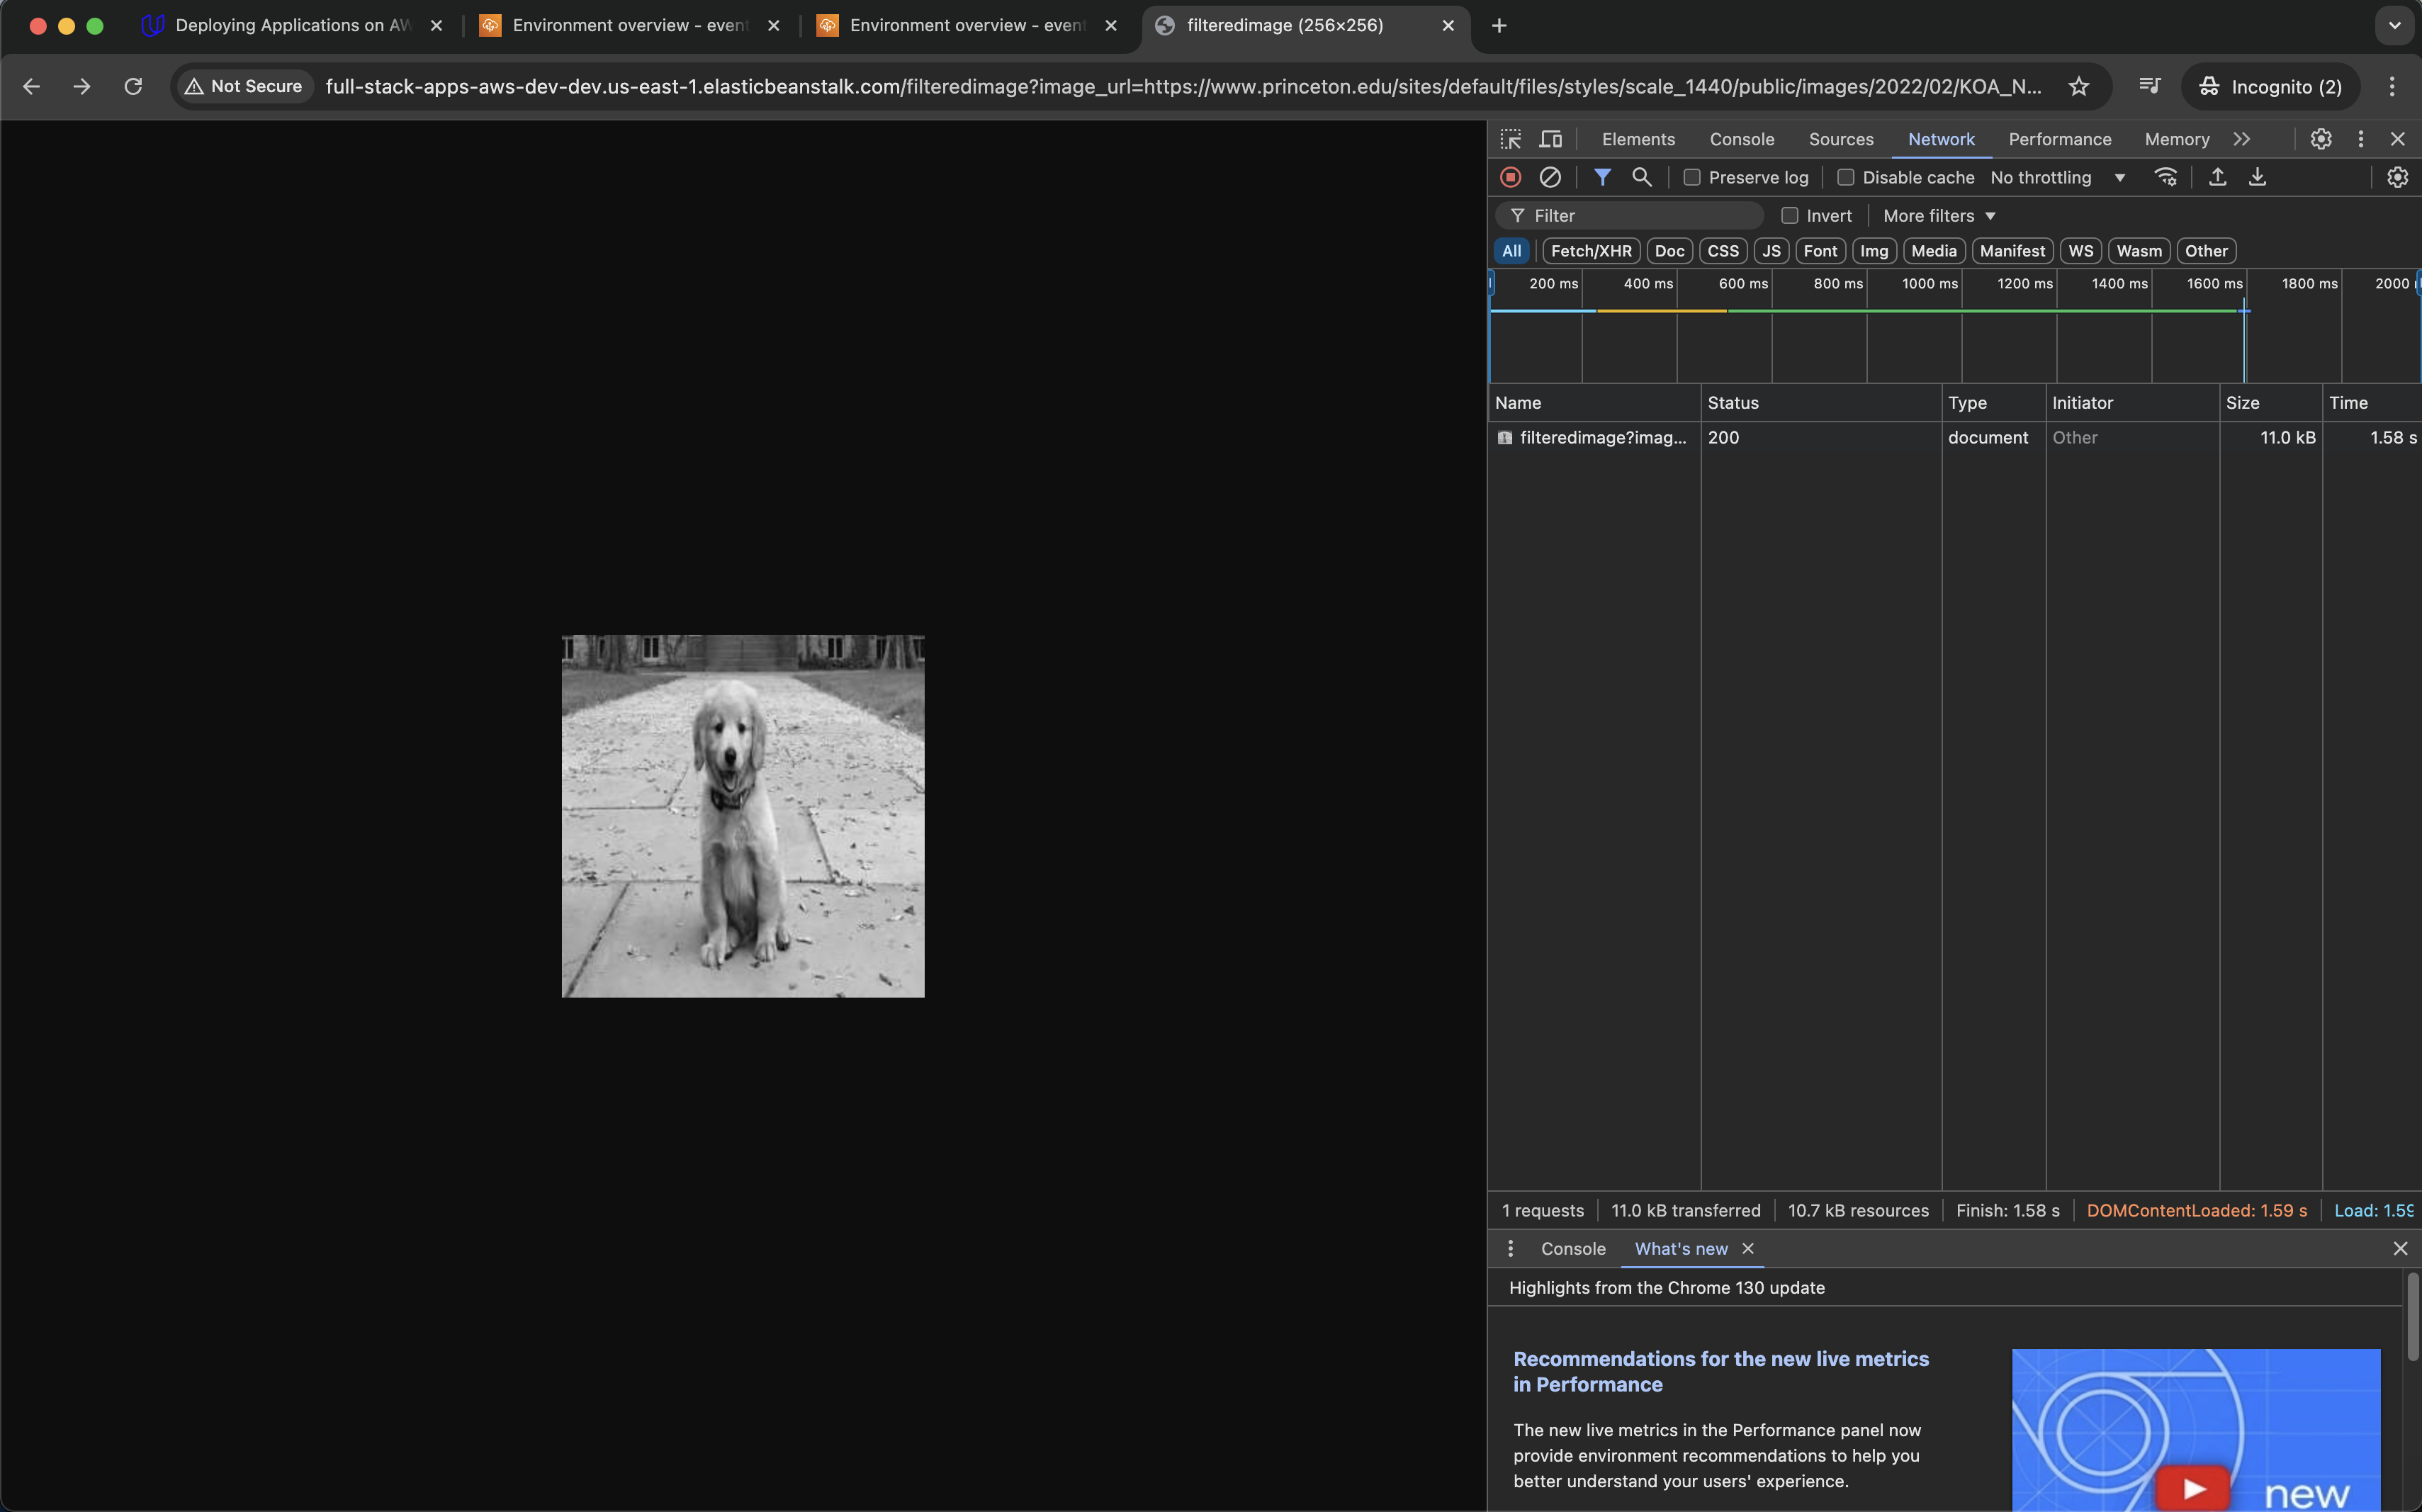 Deploying Applications on AW
Environment overview - event
Environment overview - event
filteredimage (256×256)
Not Secure
full-stack-apps-aws-dev-dev.us-east-1.elasticbeanstalk.com/filteredimage?image_url=https://www.princeton.edu/sites/default/files/styles/scale_1440/public/images/2022/02/KOA_N...
Incognito (2)
Elements Console Sources Network Performance Memory
Preserve log Disable cache No throttling
Filter Invert More filters
All Fetch/XHR Doc CSS JS Font Img Media Manifest WS Wasm Other
200 ms 400 ms 600 ms 800 ms 1000 ms 1200 ms 1400 ms 1600 ms 1800 ms 2000
Name Status Type Initiator Size Time
filteredimage?imag... 200 document Other 11.0 kB 1.58 s
1 requests 11.0 kB transferred 10.7 kB resources Finish: 1.58 s DOMContentLoaded: 1.59 s Load: 1.59
Console What's new
Highlights from the Chrome 130 update
Recommendations for the new live metrics
in Performance
The new live metrics in the Performance panel now
provide environment recommendations to help you
better understand your users' experience.
new